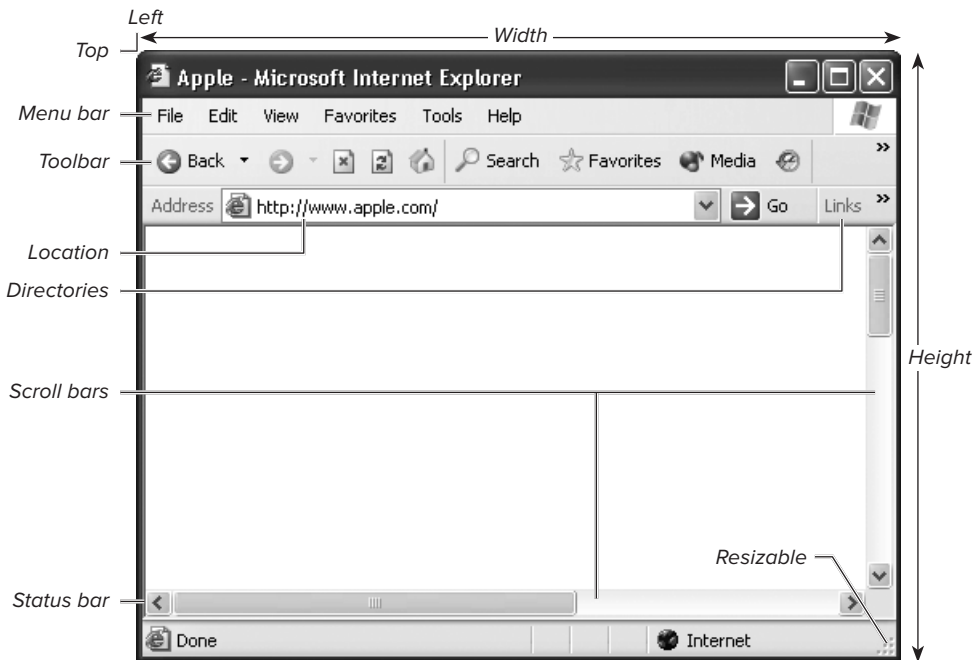 Left
Width
Top
Apple - Microsoft Internet Explorer
Menu bar
File Edit View Favorites Tools Help
Toolbar
Back Search Favorites Media »
Address http://www.apple.com/ Go Links »
Location
Directories
Height
Scroll bars
Resizable
Status bar
Done Internet